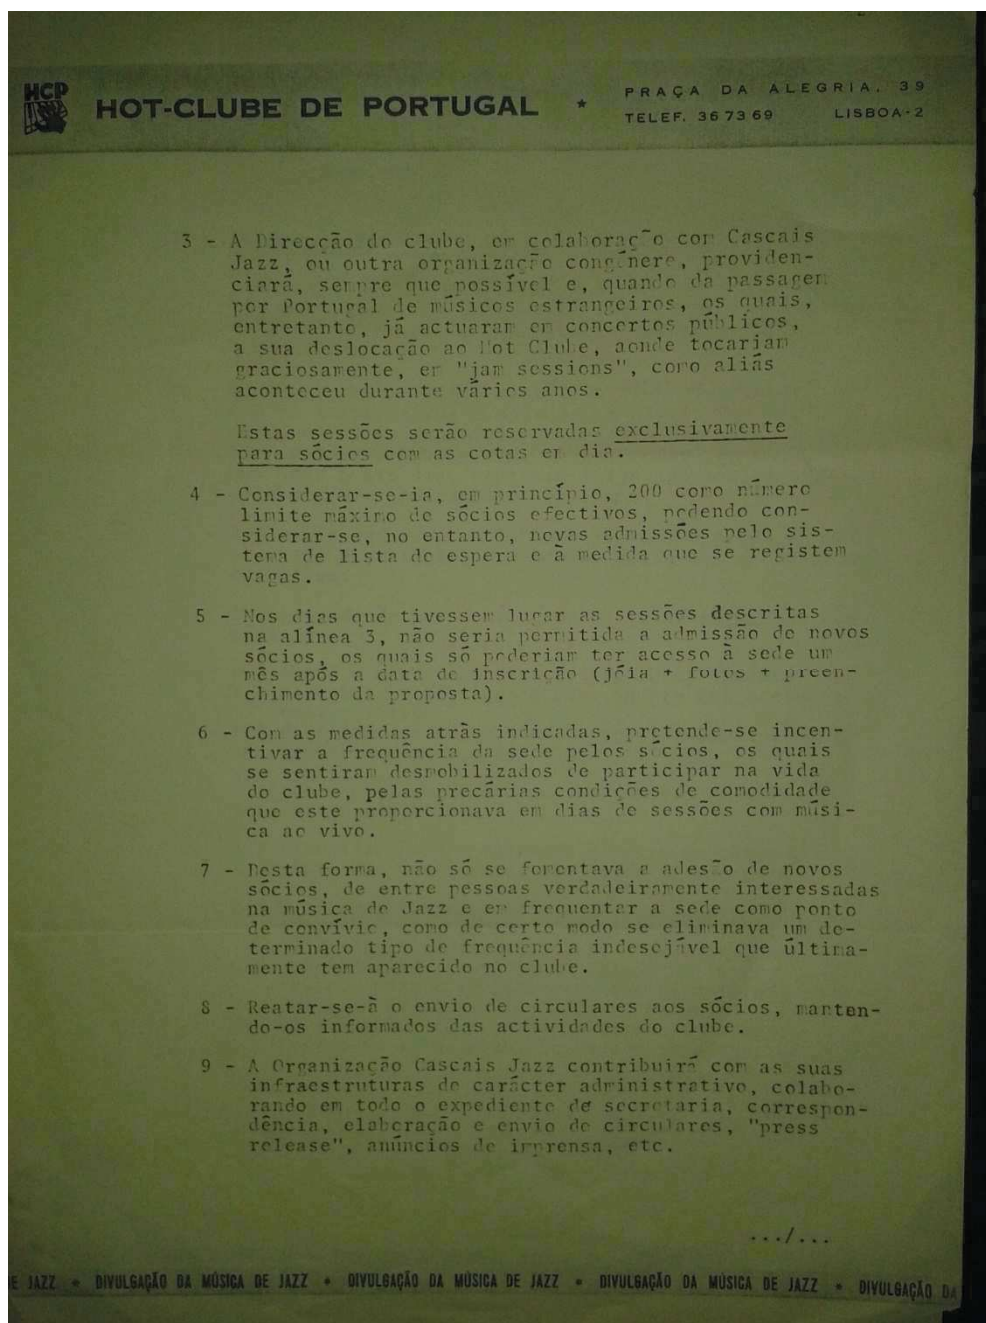 HCP
HOT-CLUBE DE PORTUGAL *
PRAÇA DA ALEGRIA, 39
TELEF. 36 73 69 LISBOA-2
3 - A Direcção do clube, em colaboração com Cascais
Jazz, ou outra organização congénere, providen-
ciará, sempre que possível e, quando da passagem
por Portugal de músicos estrangeiros, os quais,
entretanto, já actuaram em concertos públicos,
a sua deslocação ao Hot Clube, aonde tocariam
graciosamente, em "jam sessions", como aliás
aconteceu durante vários anos.
Estas sessões serão reservadas exclusivamente
para sócios com as cotas em dia.
4 - Considerar-se-ia, em princípio, 200 como número
limite máximo de sócios efectivos, podendo con-
siderar-se, no entanto, novas admissões pelo sis-
tema de lista de espera e à medida que se registem
vagas.
5 - Nos dias que tivessem lugar as sessões descritas
na alínea 3, não seria permitida a admissão de novos
sócios, os quais só poderiam ter acesso à sede um
mês após a data de inscrição (jóia + fotos + preen-
chimento da proposta).
6 - Com as medidas atrás indicadas, pretende-se incen-
tivar a frequência da sede pelos sócios, os quais
se sentiram desmobilizados de participar na vida
do clube, pelas precárias condições de comodidade
que este proporcionava em dias de sessões com músi-
ca ao vivo.
7 - Desta forma, não só se fomentava a adesão de novos
sócios, de entre pessoas verdadeiramente interessadas
na música de Jazz e em frequentar a sede como ponto
de convívio, como de certo modo se eliminava um de-
terminado tipo de frequência indesejável que última-
mente tem aparecido no clube.
8 - Reatar-se-à o envio de circulares aos sócios, manten-
do-os informados das actividades do clube.
9 - A Organização Cascais Jazz contribuirá com as suas
infraestruturas de carácter administrativo, colabo-
rando em todo o expediente de secretaria, correspon-
dência, elaboração e envio de circulares, "press
release", anúncios de imprensa, etc.
.../...
E JAZZ * DIVULGAÇÃO DA MÚSICA DE JAZZ * DIVULGAÇÃO DA MÚSICA DE JAZZ * DIVULGAÇÃO DA MÚSICA DE JAZZ * DIVULGAÇÃO DA